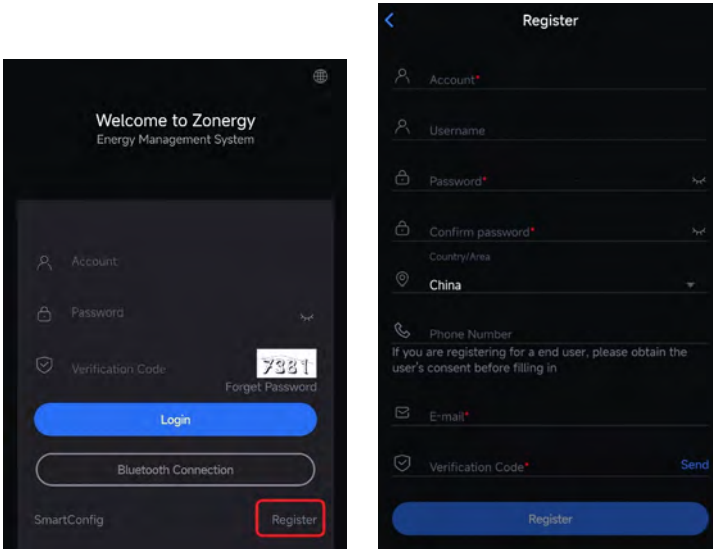 Welcome to Zonergy
Energy Management System
Account
Password
Verification Code
7381
Forget Password
Login
Bluetooth Connection
SmartConfig
Register
Register
Account*
Username
Password*
Confirm password*
Country/Area
China
Phone Number
If you are registering for a end user, please obtain the
user's consent before filling in
E-mail*
Verification Code*
Send
Register